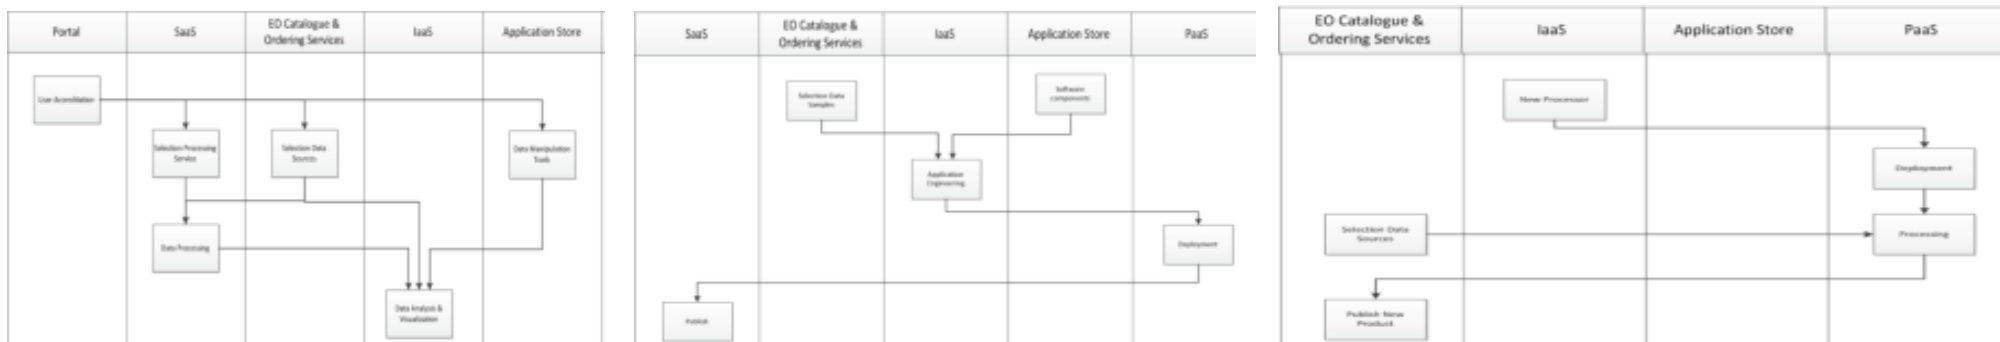 Portal
SaaS
EO Catalogue &
Ordering Services
IaaS
Application Store
User Accreditation
Selection Processing
Service
Selection Data
Sources
Data Manipulation
Tools
Data Processing
Data Analysis &
Visualization
SaaS
EO Catalogue &
Ordering Services
IaaS
Application Store
PaaS
Selection Data
Samples
Software
components
Application
Engineering
Deployment
Publish
EO Catalogue &
Ordering Services
IaaS
Application Store
PaaS
New Processor
Deployment
Selection Data
Sources
Processing
Publish New
Product